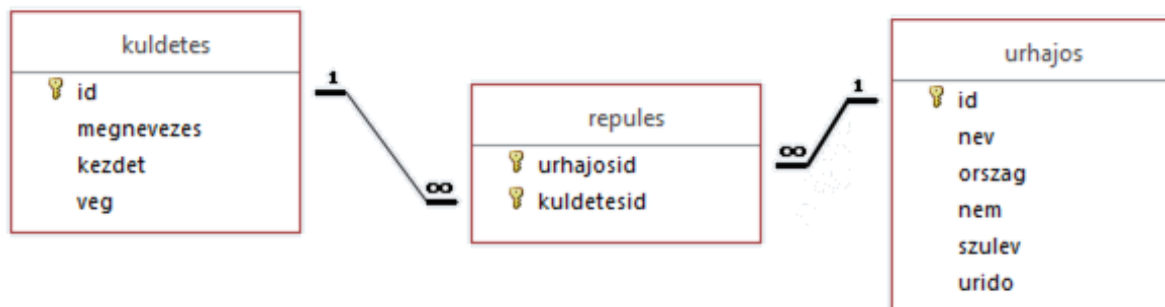 kuldetes
id
megnevezes
kezdet
veg
1
∞
repules
urhajosid
kuldetesid
∞
1
urhajos
id
nev
orszag
nem
szulev
urido